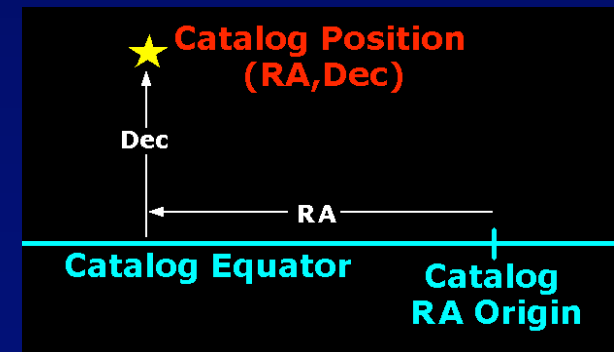 Catalog Position
(RA,Dec)
Dec
RA
Catalog Equator
Catalog
RA Origin